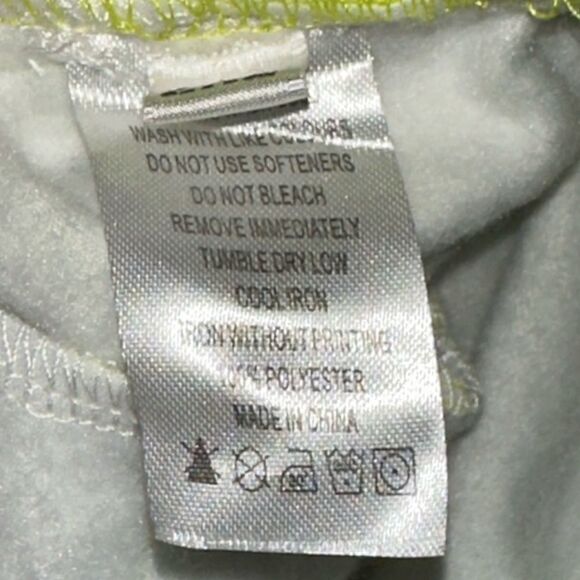 WASH WITH LIKE COLOURS
DO NOT USE SOFTENERS
DO NOT BLEACH
REMOVE IMMEDIATELY
TUMBLE DRY LOW
COOL IRON
IRON WITHOUT PRINTING
100% POLYESTER
MADE IN CHINA